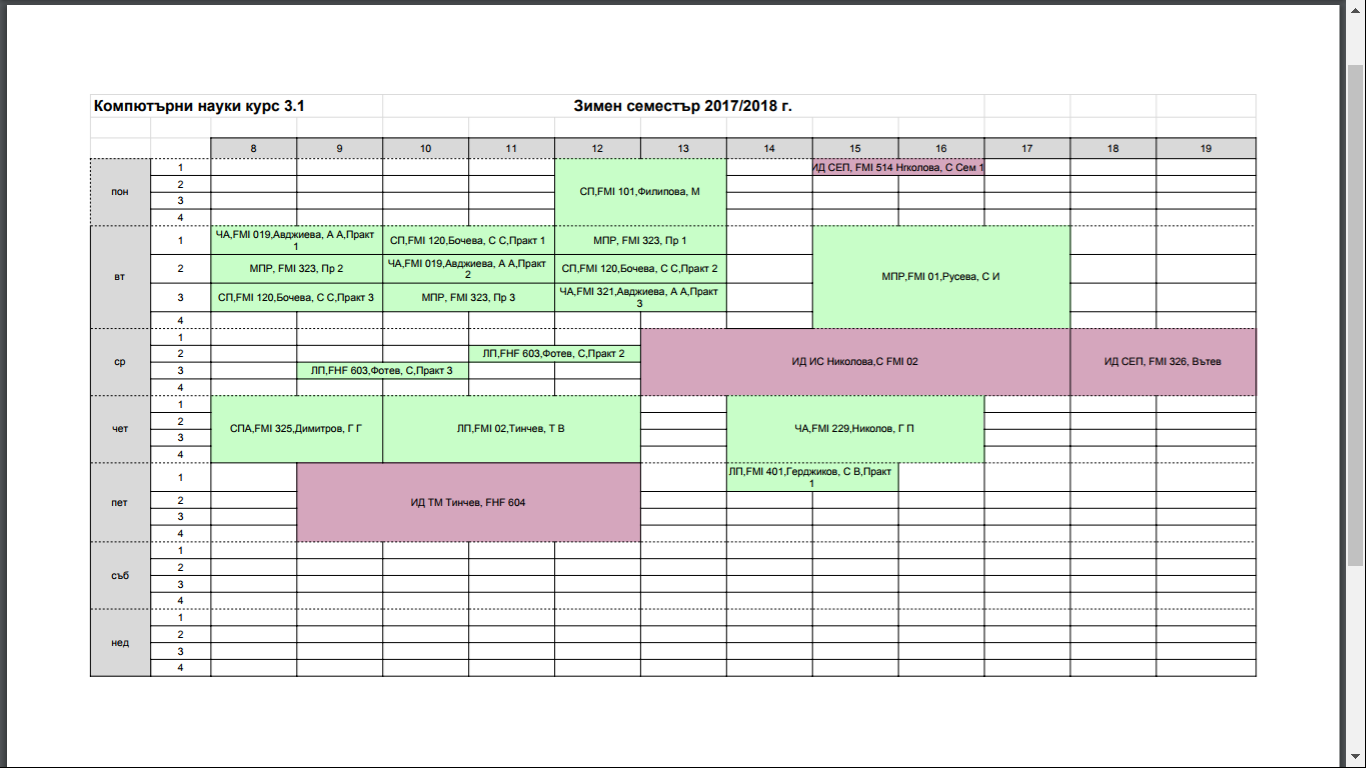 Компютърни науки курс 3.1 Зимен семестър 2017/2018 г.
8 9 10 11 12 13 14 15 16 17 18 19
пон
1 ИД СЕП, FMI 514 Николова, С Сем 1
2
СП,FMI 101,Филипова, М
3
4
вт
1 ЧА,FMI 019,Авджиева, А А,Практ
1
СП,FMI 120,Бочева, С С,Практ 1
МПР, FMI 323, Пр 1
2 МПР, FMI 323, Пр 2
ЧА,FMI 019,Авджиева, А А,Практ
2
СП,FMI 120,Бочева, С С,Практ 2
МПР,FMI 01,Русева, С И
3 СП,FMI 120,Бочева, С С,Практ 3
МПР, FMI 323, Пр 3
ЧА,FMI 321,Авджиева, А А,Практ
3
4
ср
1
2 ЛП,FHF 603,Фотев, С,Практ 2
ИД ИС Николова,С FMI 02
ИД СЕП, FMI 326, Вътев
3 ЛП,FHF 603,Фотев, С,Практ 3
4
чет
1
2
СПА,FMI 325,Димитров, Г Г
ЛП,FMI 02,Тинчев, Т В
ЧА,FMI 229,Николов, Г П
3
4
пет
1 ЛП,FMI 401,Герджиков, С В,Практ
1
2
ИД ТМ Тинчев, FHF 604
3
4
съб
1
2
3
4
нед
1
2
3
4